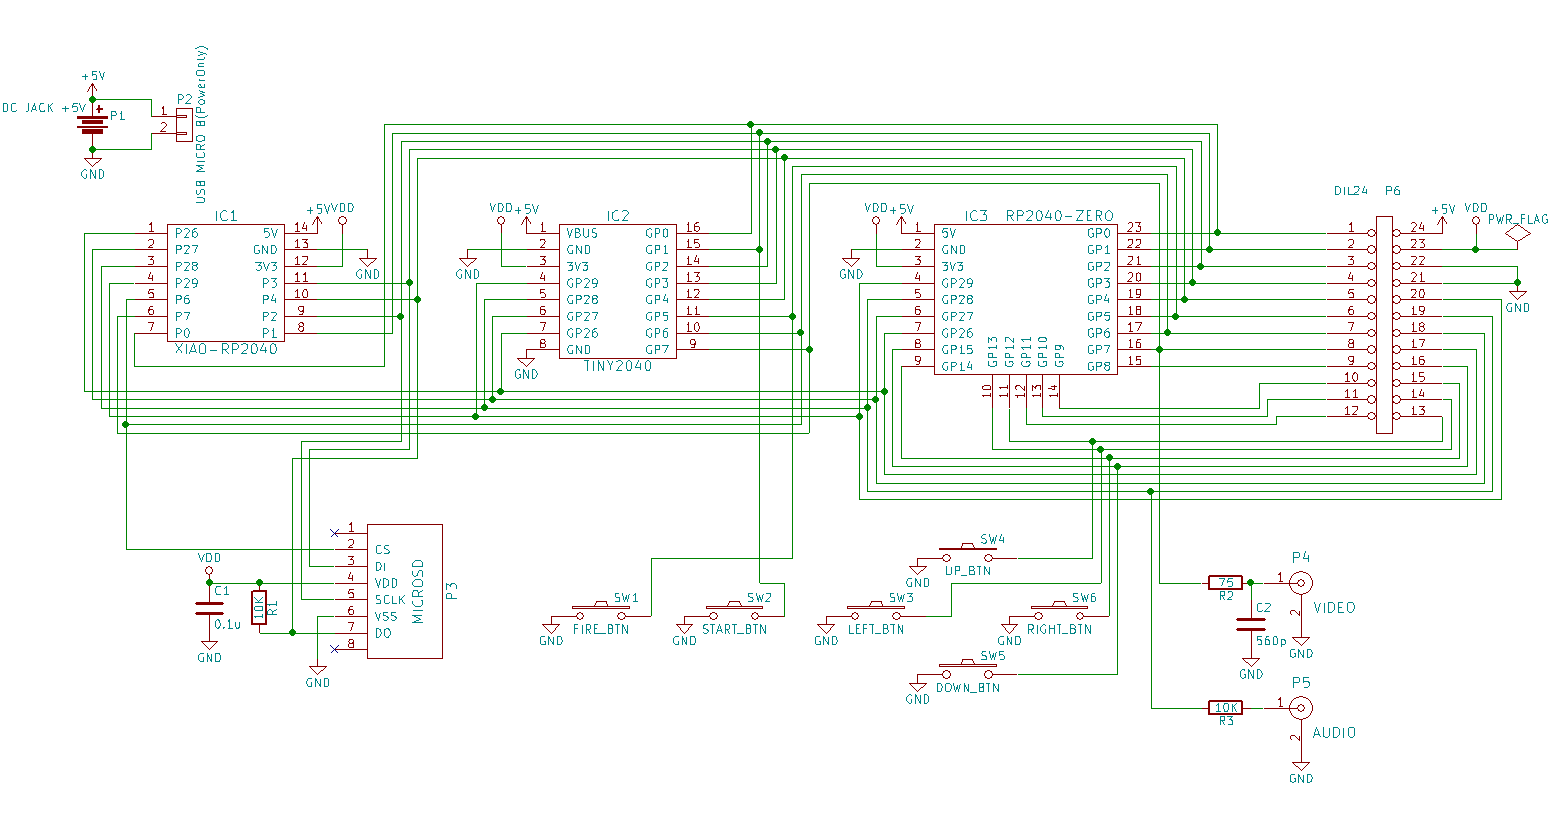 +5V
DC JACK +5V
P1
GND
P2
1
2
USB MICRO B(PowerOnly)
IC1
+5V
VDD
1 P26 5V 14
2 P27 GND 13
3 P28 3V3 12
4 P29 P3 11
5 P6 P4 10
6 P7 P2 9
7 P0 P1 8
XIAO-RP2040
GND
VDD
+5V
IC2
1 VBUS GP0 16
2 GND GP1 15
3 3V3 GP2 14
4 GP29 GP3 13
5 GP28 GP4 12
6 GP27 GP5 11
7 GP26 GP6 10
8 GND GP7 9
TINY2040
GND
GND
VDD
+5V
IC3 RP2040-ZERO
1 5V GP0 23
2 GND GP1 22
3 3V3 GP2 21
4 GP29 GP3 20
5 GP28 GP4 19
6 GP27 GP5 18
7 GP26 GP6 17
8 GP15 GP7 16
9 GP14 GP8 15
GP13 GP12 GP11 GP10 GP9
10 11 12 13 14
GND
DIL24 P6
+5V
VDD
PWR_FLAG
1 24
2 23
3 22
4 21
5 20
6 19
7 18
8 17
9 16
10 15
11 14
12 13
GND
VDD
C1
0.1u
GND
10K
R1
1
2 CS
3 DI
4 VDD
5 SCLK
6 VSS
7 DO
8
MICROSD
P3
GND
SW1
FIRE_BTN
GND
SW2
START_BTN
GND
SW4
UP_BTN
GND
SW3
LEFT_BTN
GND
SW6
RIGHT_BTN
GND
SW5
DOWN_BTN
GND
75
R2
C2
560p
GND
P4
1
2
VIDEO
GND
10K
R3
P5
1
2
AUDIO
GND